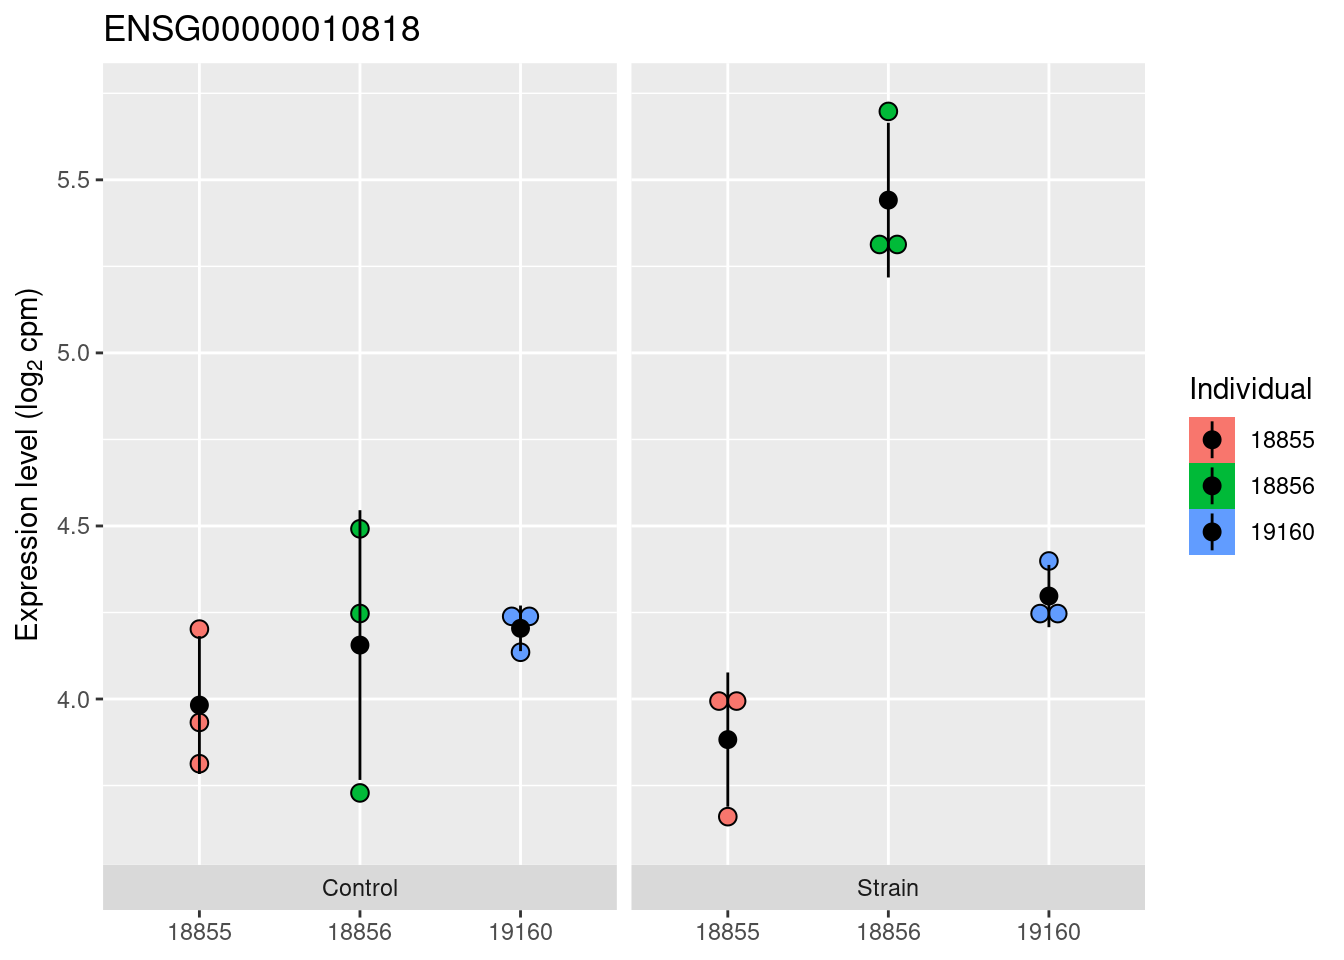 ENSG00000010818
Expression level (log₂ cpm)
5.5
5.0
4.5
4.0
Control
Strain
18855 18856 19160
18855 18856 19160
Individual
18855
18856
19160